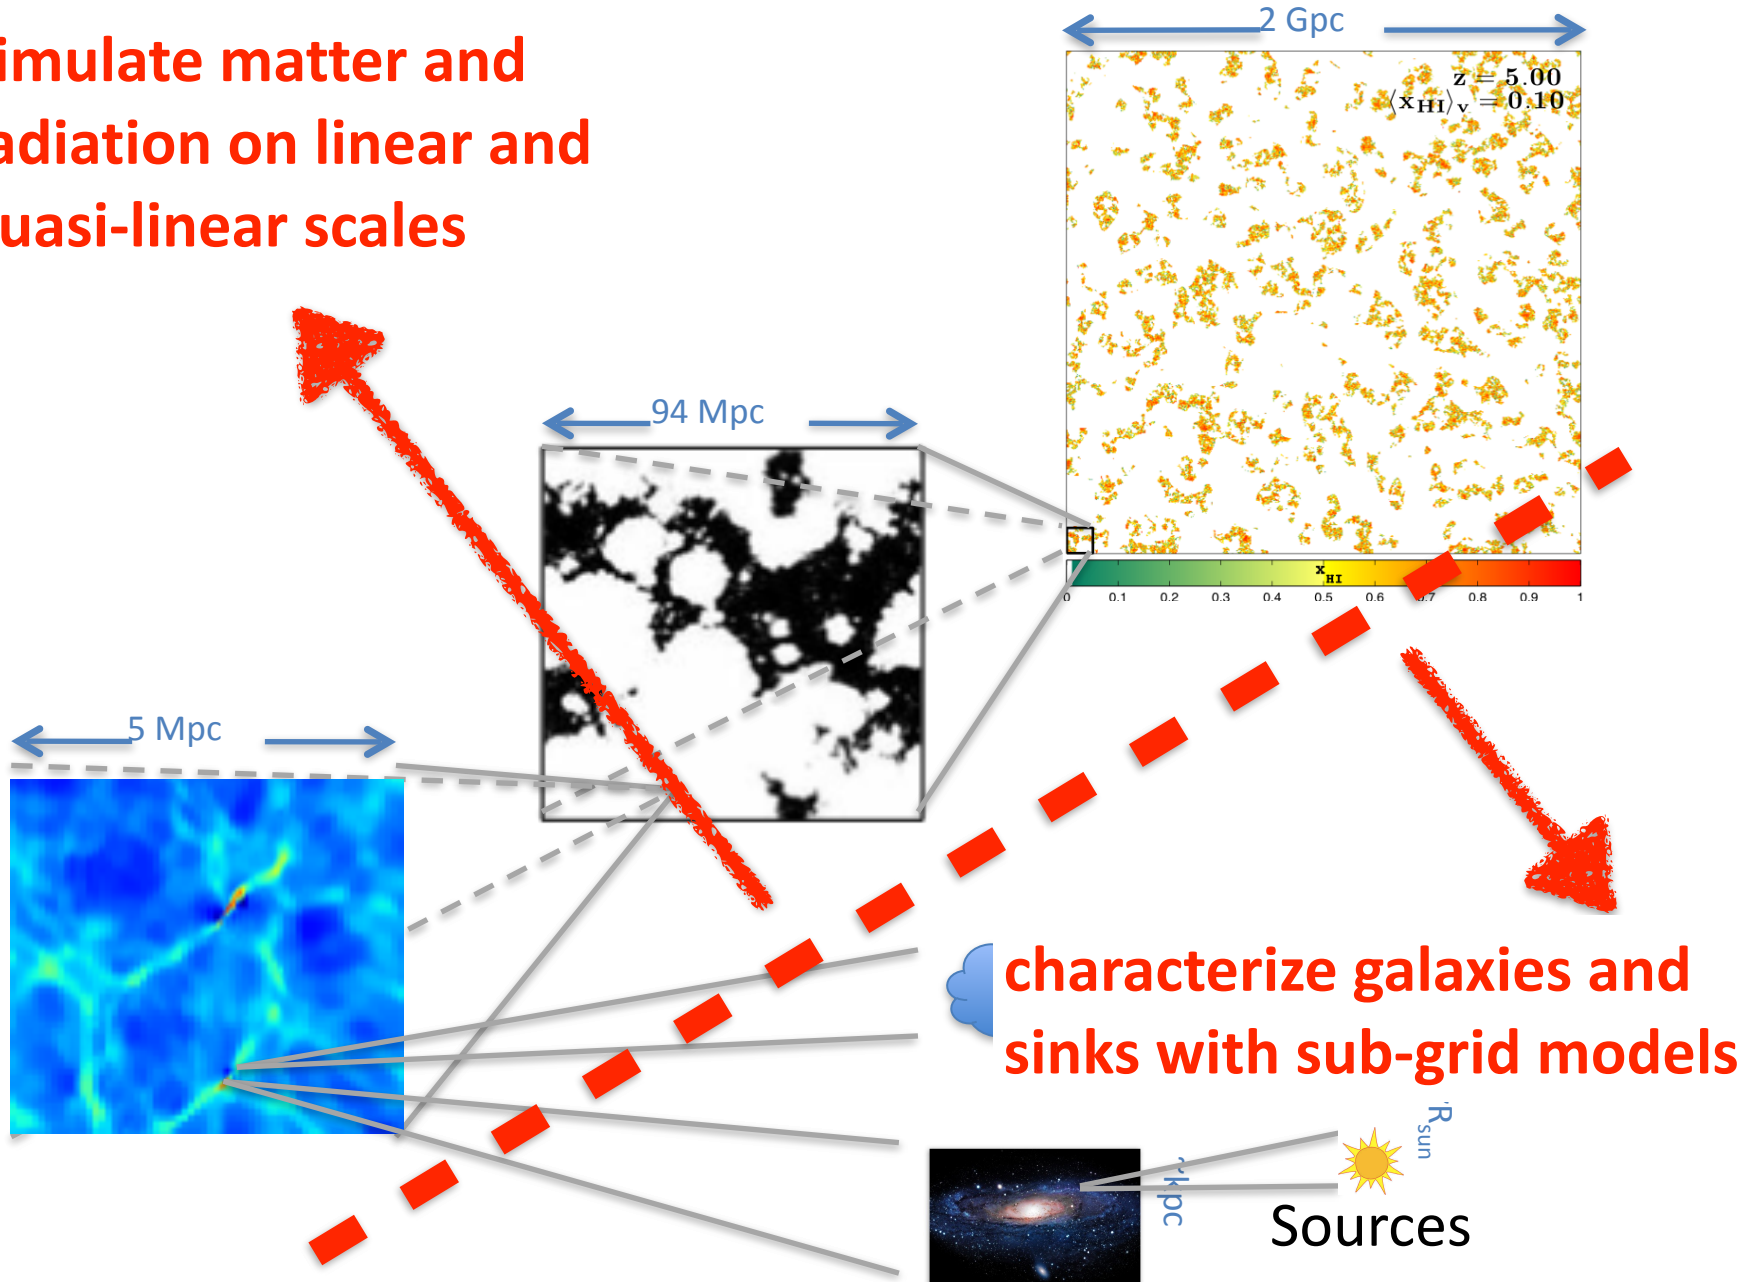 imulate matter and
adiation on linear and
uasi-linear scales
2 Gpc
z = 5.00
⟨xHI⟩v = 0.10
94 Mpc
xHI
0 0.1 0.2 0.3 0.4 0.5 0.6 0.7 0.8 0.9 1
5 Mpc
characterize galaxies and
sinks with sub-grid models
Rsun
~kpc
Sources